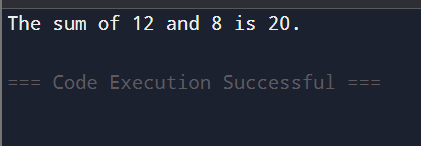 The sum of 12 and 8 is 20.
=== Code Execution Successful ===